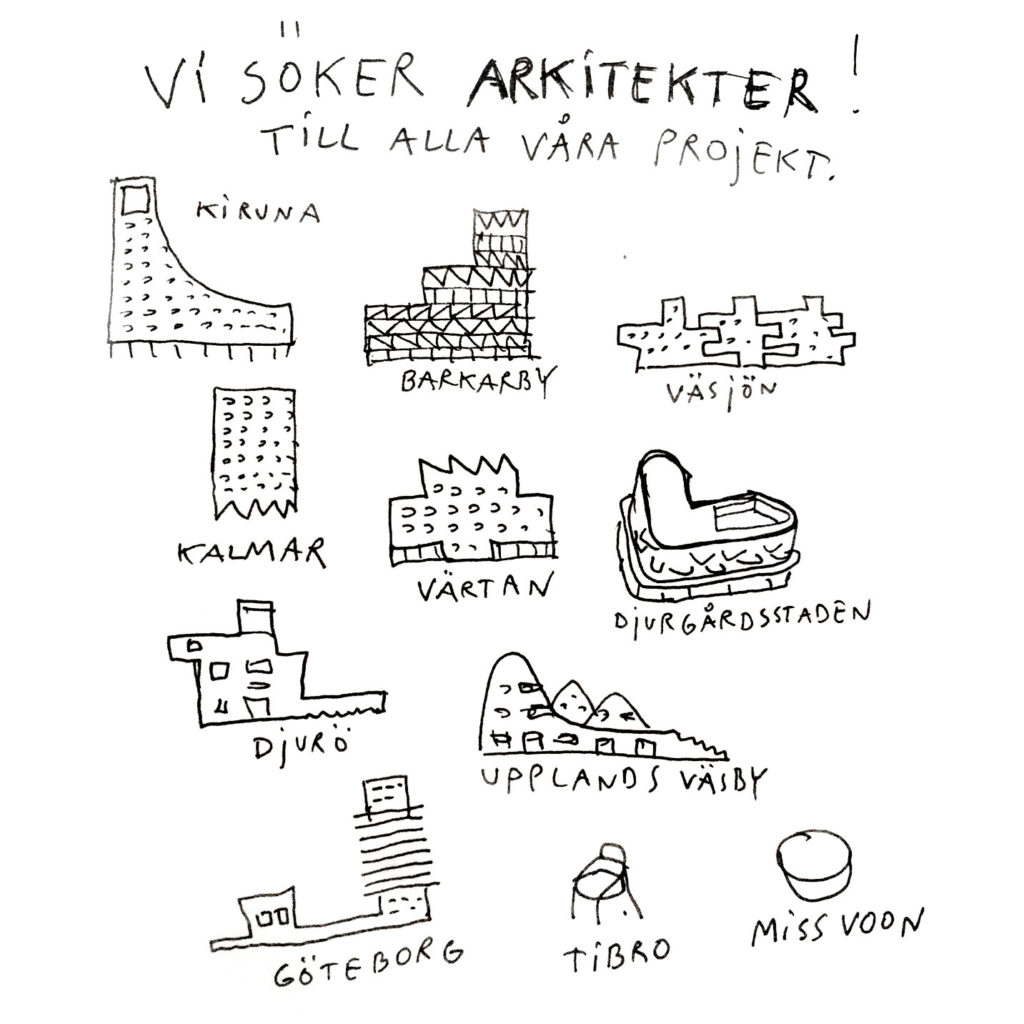 Vi SÖKER ARKiTEKTER!
TiLL ALLA VÅRA PROjEKT.
KiRUNA
BARKARBY
VÄSjÖN
KALMAR
VÄRTAN
DjURGÅRDSSTADEN
DjURÖ
UPPLANDS VÄSBY
GÖTEBORG
TiBRO
MiSS VOON